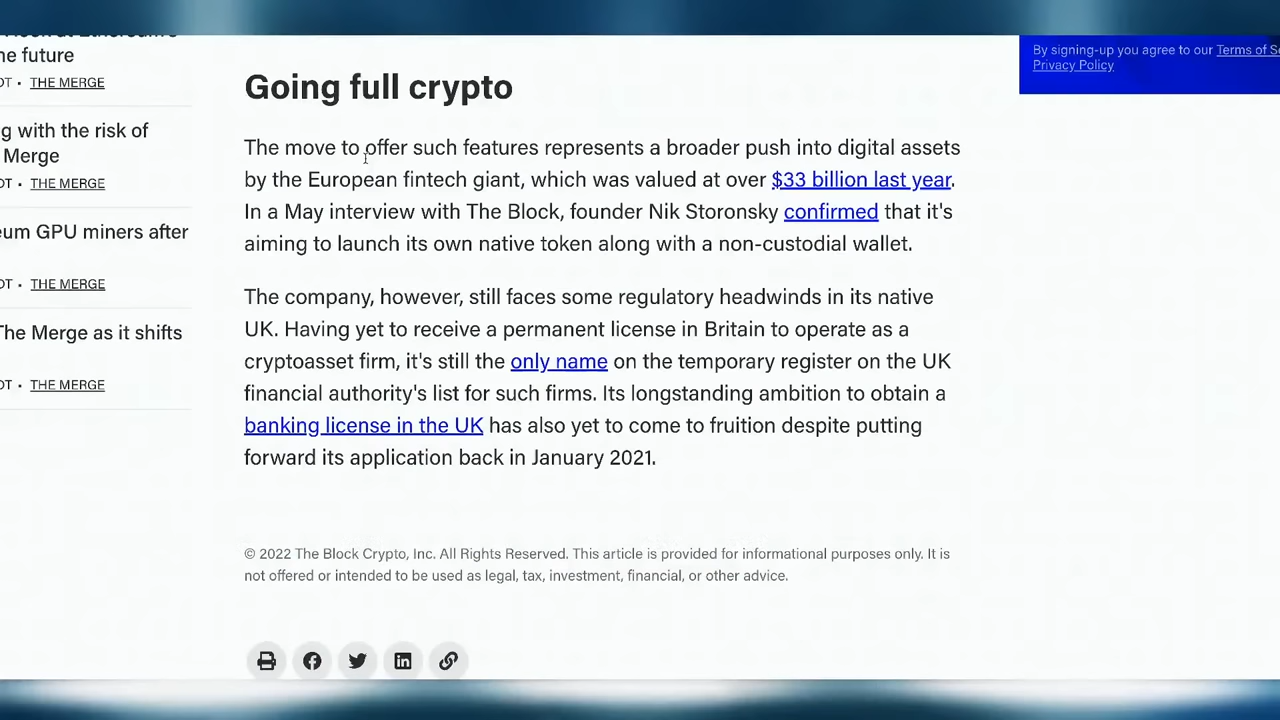 ne future
OT • THE MERGE
g with the risk of
Merge
OT • THE MERGE
eum GPU miners after
OT • THE MERGE
The Merge as it shifts
OT • THE MERGE
Going full crypto
The move to offer such features represents a broader push into digital assets
by the European fintech giant, which was valued at over $33 billion last year.
In a May interview with The Block, founder Nik Storonsky confirmed that it's
aiming to launch its own native token along with a non-custodial wallet.
The company, however, still faces some regulatory headwinds in its native
UK. Having yet to receive a permanent license in Britain to operate as a
cryptoasset firm, it's still the only name on the temporary register on the UK
financial authority's list for such firms. Its longstanding ambition to obtain a
banking license in the UK has also yet to come to fruition despite putting
forward its application back in January 2021.
© 2022 The Block Crypto, Inc. All Rights Reserved. This article is provided for informational purposes only. It is
not offered or intended to be used as legal, tax, investment, financial, or other advice.
By signing-up you agree to our Terms of S
Privacy Policy